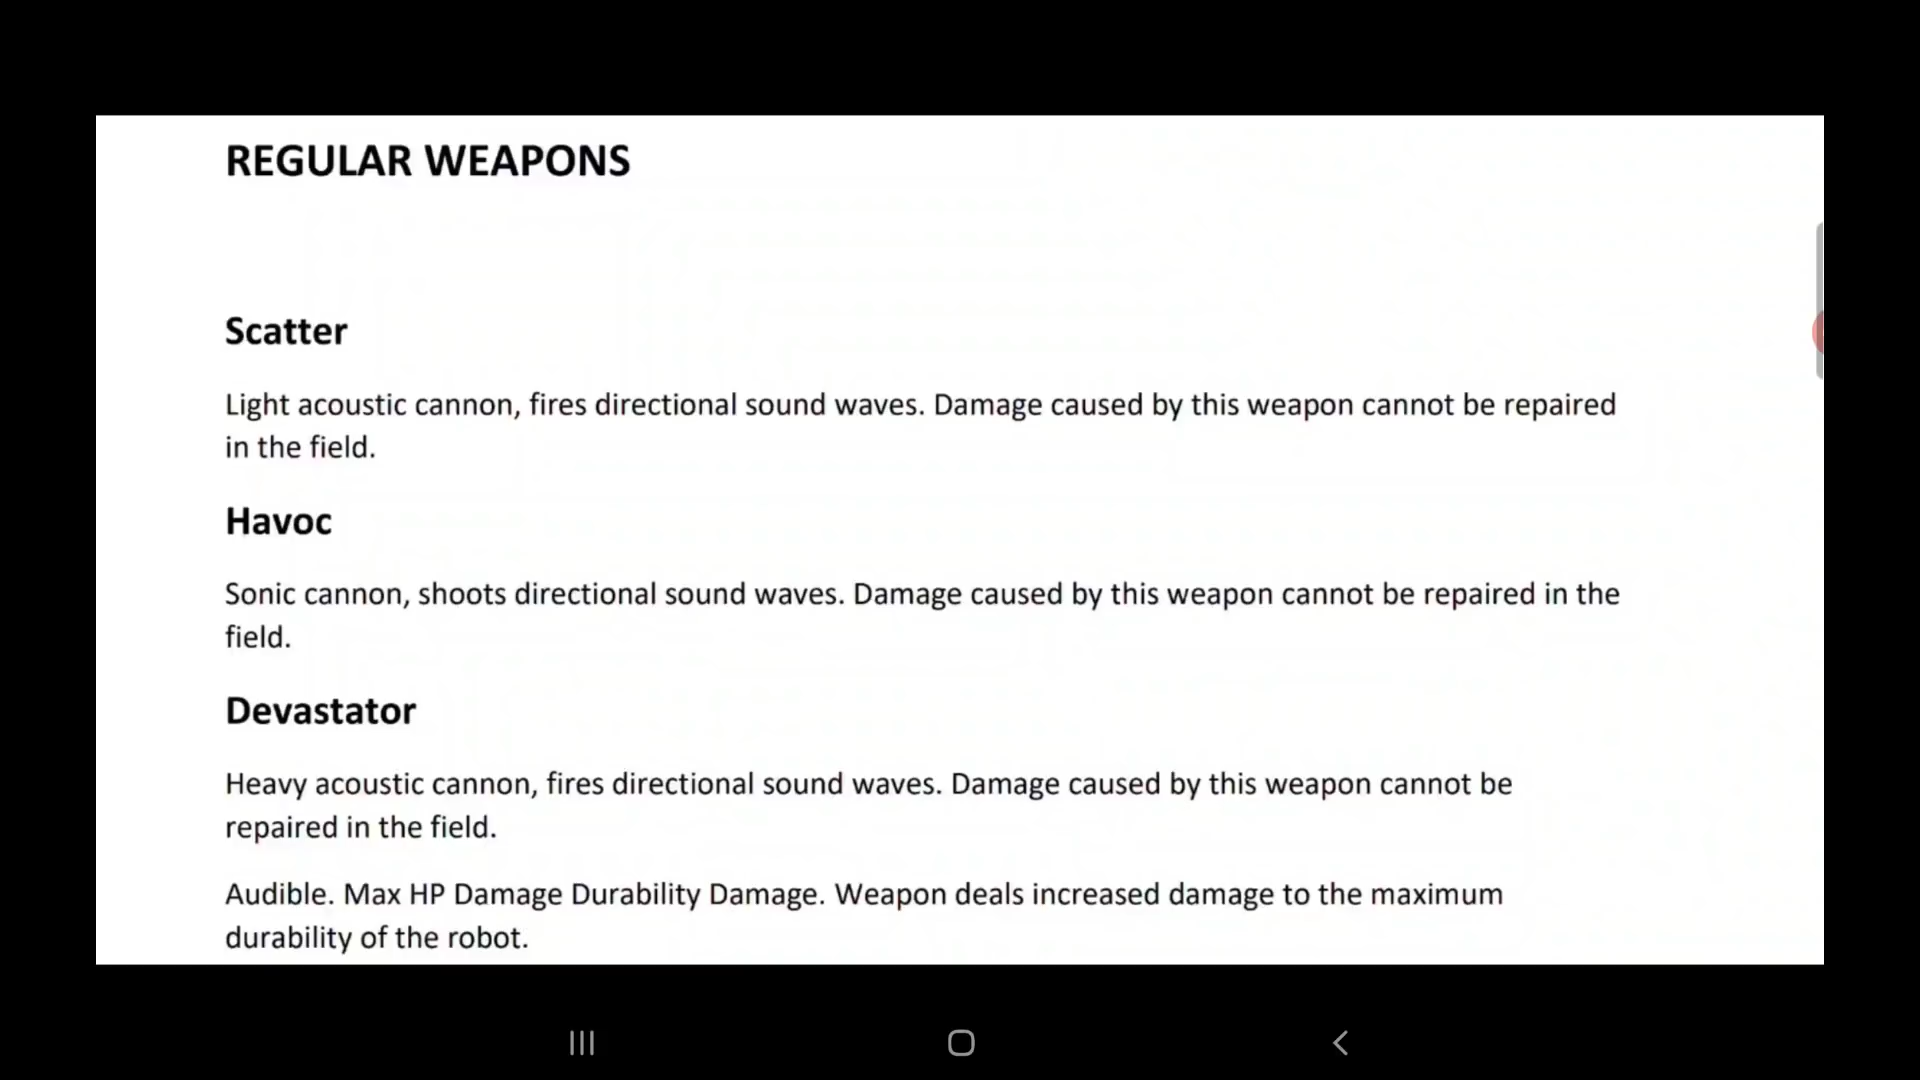 REGULAR WEAPONS
Scatter
Light acoustic cannon, fires directional sound waves. Damage caused by this weapon cannot be repaired
in the field.
Havoc
Sonic cannon, shoots directional sound waves. Damage caused by this weapon cannot be repaired in the
field.
Devastator
Heavy acoustic cannon, fires directional sound waves. Damage caused by this weapon cannot be
repaired in the field.
Audible. Max HP Damage Durability Damage. Weapon deals increased damage to the maximum
durability of the robot.